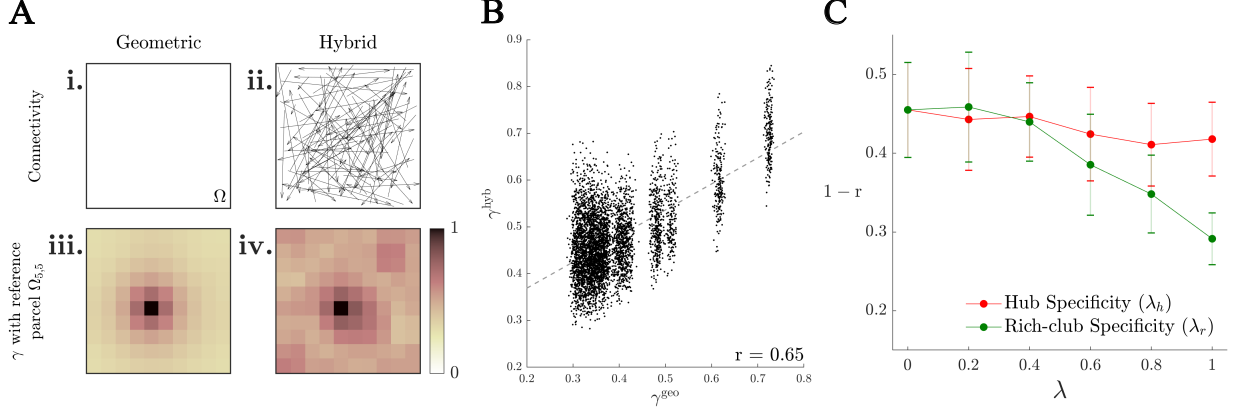 A
Geometric
Hybrid
i.
ii.
Connectivity
Ω
iii.
iv.
γ with reference
parcel Ω5,5
1
0
B
0.9
0.8
0.7
0.6
0.5
0.4
0.3
0.2
γhyb
r = 0.65
0.2 0.3 0.4 0.5 0.6 0.7 0.8
γgeo
C
0.5
0.4
0.3
0.2
1 − r
Hub Specificity (λh)
Rich-club Specificity (λr)
0 0.2 0.4 0.6 0.8 1
λ